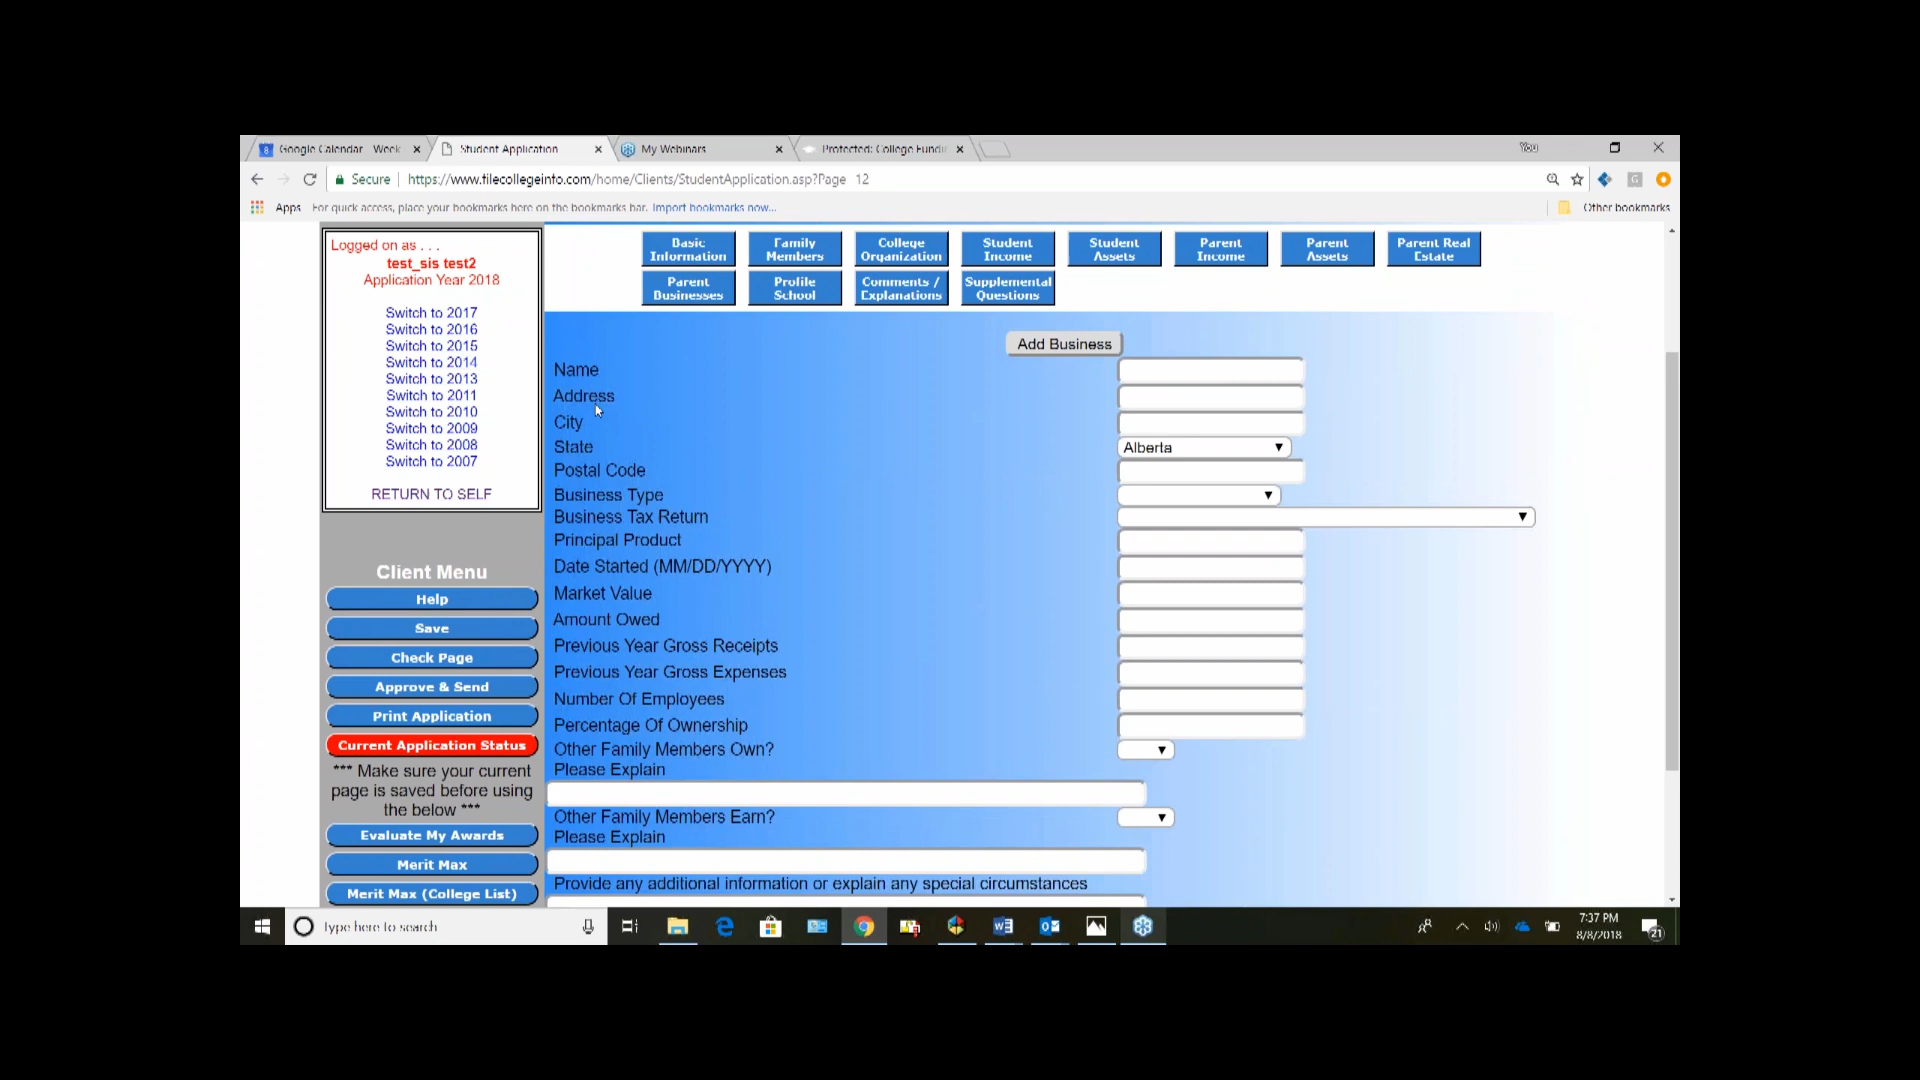 Google Calendar Week
Student Application
My Webinars
Protected: College Fundi
You
Secure
https://www.filecollegeinfo.com/home/Clients/StudentApplication.asp?Page 12
Apps
For quick access, place your bookmarks here on the bookmarks bar. Import bookmarks now...
Other bookmarks
Logged on as . . .
test_sis test2
Application Year 2018
Switch to 2017
Switch to 2016
Switch to 2015
Switch to 2014
Switch to 2013
Switch to 2011
Switch to 2010
Switch to 2009
Switch to 2008
Switch to 2007
RETURN TO SELF
Client Menu
Help
Save
Check Page
Approve & Send
Print Application
Current Application Status
*** Make sure your current
page is saved before using
the below ***
Evaluate My Awards
Merit Max
Merit Max (College List)
Basic
Information
Family
Members
College
Organization
Student
Income
Student
Assets
Parent
Income
Parent
Assets
Parent Real
Estate
Parent
Businesses
Profile
School
Comments /
Explanations
Supplemental
Questions
Add Business
Name
Address
City
State
Alberta
Postal Code
Business Type
Business Tax Return
Principal Product
Date Started (MM/DD/YYYY)
Market Value
Amount Owed
Previous Year Gross Receipts
Previous Year Gross Expenses
Number Of Employees
Percentage Of Ownership
Other Family Members Own?
Please Explain
Other Family Members Earn?
Please Explain
Provide any additional information or explain any special circumstances
Type here to search
7:37 PM
8/8/2018
21